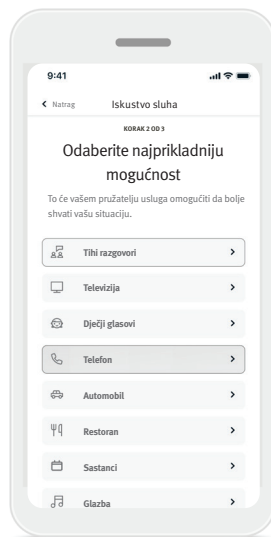 9:41
Natrag
Iskustvo sluha
KORAK 2 OD 3
Odaberite najprikladniju
mogućnost
To će vašem pružatelju usluga omogućiti da bolje
shvati vašu situaciju.
Tihi razgovori
Televizija
Dječji glasovi
Telefon
Automobil
Restoran
Sastanci
Glazba